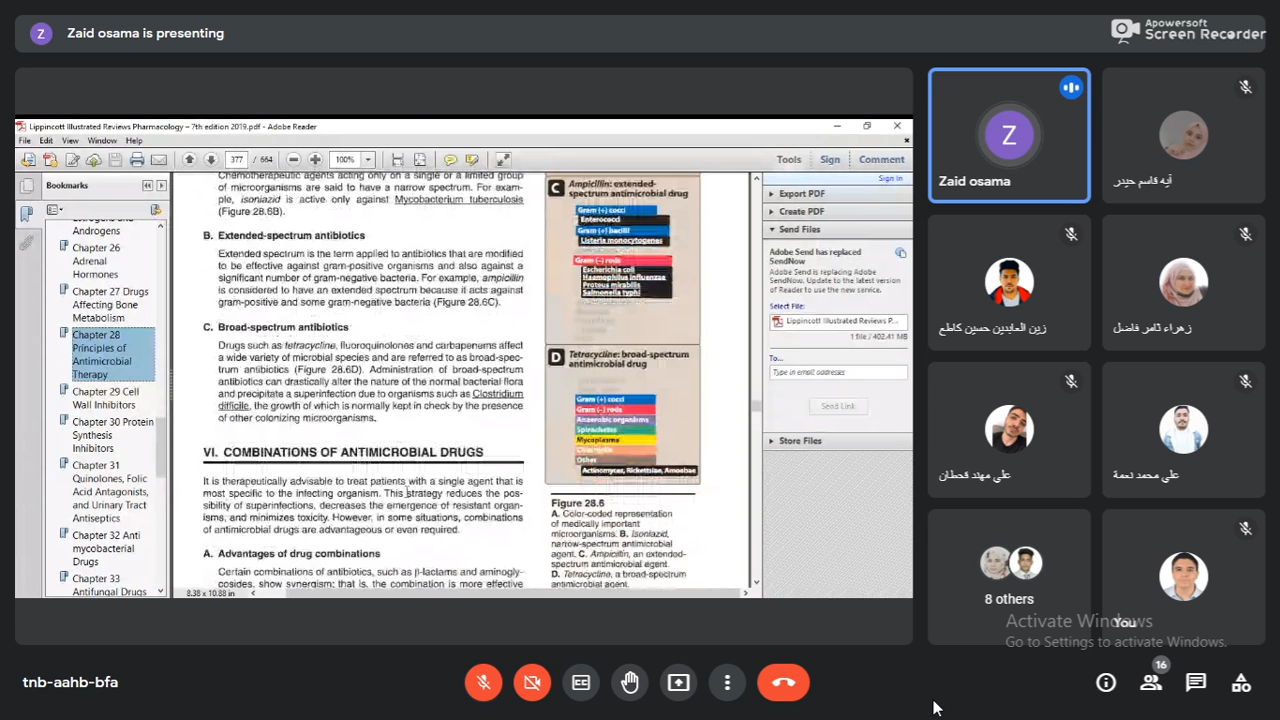 Z
Zaid osama is presenting
Apowersoft
Screen Recorder
Lippincott Illustrated Reviews Pharmacology – 7th edition 2019.pdf - Adobe Reader
File Edit View Window Help
377 / 664
100%
Tools Sign Comment
Bookmarks
Androgens
Chapter 26
Adrenal
Hormones
Chapter 27 Drugs
Affecting Bone
Metabolism
Chapter 28
Principles of
Antimicrobial
Therapy
Chapter 29 Cell
Wall Inhibitors
Chapter 30 Protein
Synthesis
Inhibitors
Chapter 31
Quinolones, Folic
Acid Antagonists,
and Urinary Tract
Antiseptics
Chapter 32 Anti
mycobacterial
Drugs
Chapter 33
Antifungal Drugs
Chemotherapeutic agents acting only on a single or a limited group
of microorganisms are said to have a narrow spectrum. For exam-
ple, isoniazid is active only against Mycobacterium tuberculosis
(Figure 28.6B).
B. Extended-spectrum antibiotics
Extended spectrum is the term applied to antibiotics that are modified
to be effective against gram-positive organisms and also against a
significant number of gram-negative bacteria. For example, ampicillin
is considered to have an extended spectrum because it acts against
gram-positive and some gram-negative bacteria (Figure 28.6C).
C. Broad-spectrum antibiotics
Drugs such as tetracycline, fluoroquinolones and carbapenems affect
a wide variety of microbial species and are referred to as broad-spec-
trum antibiotics (Figure 28.6D). Administration of broad-spectrum
antibiotics can drastically alter the nature of the normal bacterial flora
and precipitate a superinfection due to organisms such as Clostridium
difficile, the growth of which is normally kept in check by the presence
of other colonizing microorganisms.
VI. COMBINATIONS OF ANTIMICROBIAL DRUGS
It is therapeutically advisable to treat patients with a single agent that is
most specific to the infecting organism. This strategy reduces the pos-
sibility of superinfections, decreases the emergence of resistant organ-
isms, and minimizes toxicity. However, in some situations, combinations
of antimicrobial drugs are advantageous or even required.
A. Advantages of drug combinations
Certain combinations of antibiotics, such as β-lactams and aminogly-
cosides, show synergism; that is, the combination is more effective
8.38 x 10.88 in
C Ampicillin: extended-
spectrum antimicrobial drug
Gram (+) cocci
Enterococci
Gram (+) bacilli
Listeria monocytogenes
Gram (–) rods
Escherichia coli
Haemophilus influenzae
Proteus mirabilis
Salmonella typhi
D Tetracycline: broad-spectrum
antimicrobial drug
Gram (+) cocci
Gram (–) rods
Anaerobic organisms
Spirochetes
Mycoplasma
Chlamydia
Other
Actinomyces, Rickettsiae, Amoebae
Figure 28.6
A. Color-coded representation
of medically important
microorganisms. B. Isoniazid,
narrow-spectrum antimicrobial
agent. C. Ampicillin, an extended-
spectrum antimicrobial agent.
D. Tetracycline, a broad-spectrum
antimicrobial agent.
Sign In
Export PDF
Create PDF
Send Files
Adobe Send has replaced
SendNow
Adobe Send is replacing Adobe
SendNow. Update to the latest version
of Reader to use the new service.
Select File:
Lippincott Illustrated Reviews P...
1 file / 402.41 MB
To...
Type in email addresses
Send Link
Store Files
Z
Zaid osama
آية قاسم حيدر
زين العابدين حسين كاطع
زهراء ثامر فاضل
علي مهند قحطان
علي محمد نعمة
8 others
You
Activate Windows
Go to Settings to activate Windows.
tnb-aahb-bfa
CC
16